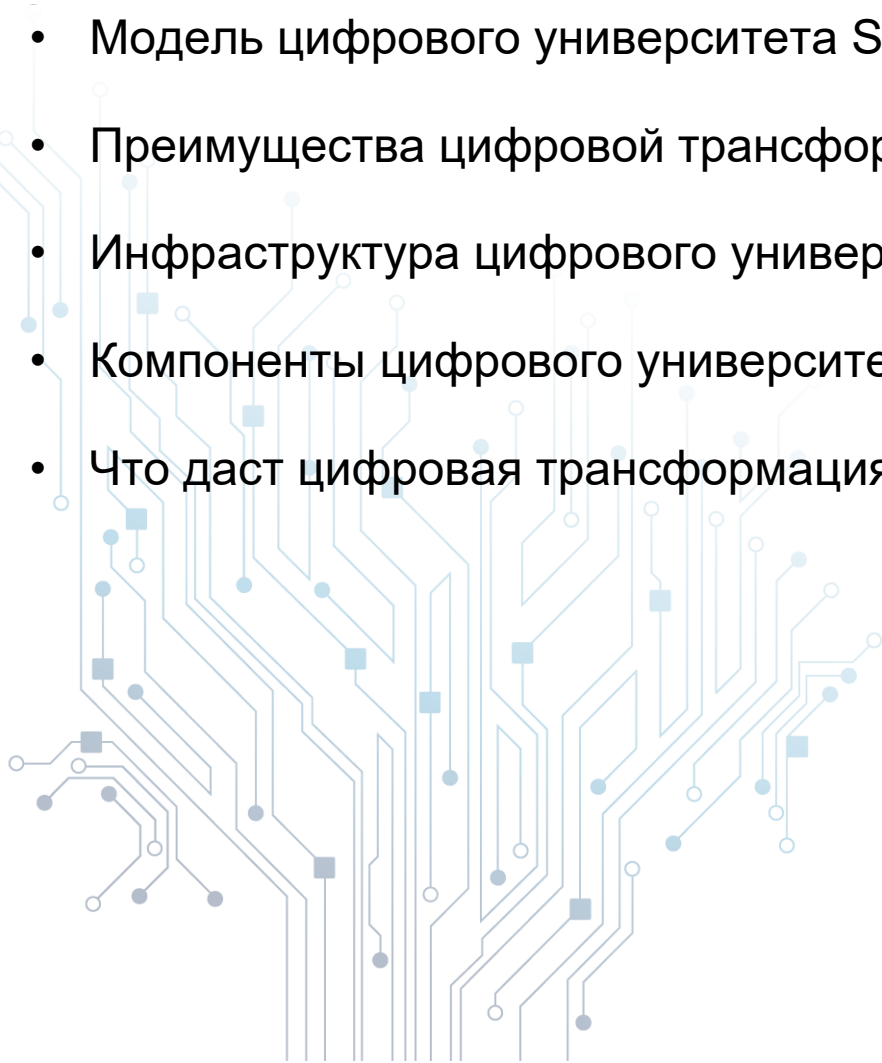 • Модель цифрового университета S
• Преимущества цифровой трансфор
• Инфраструктура цифрового универ
• Компоненты цифрового университе
• Что даст цифровая трансформация